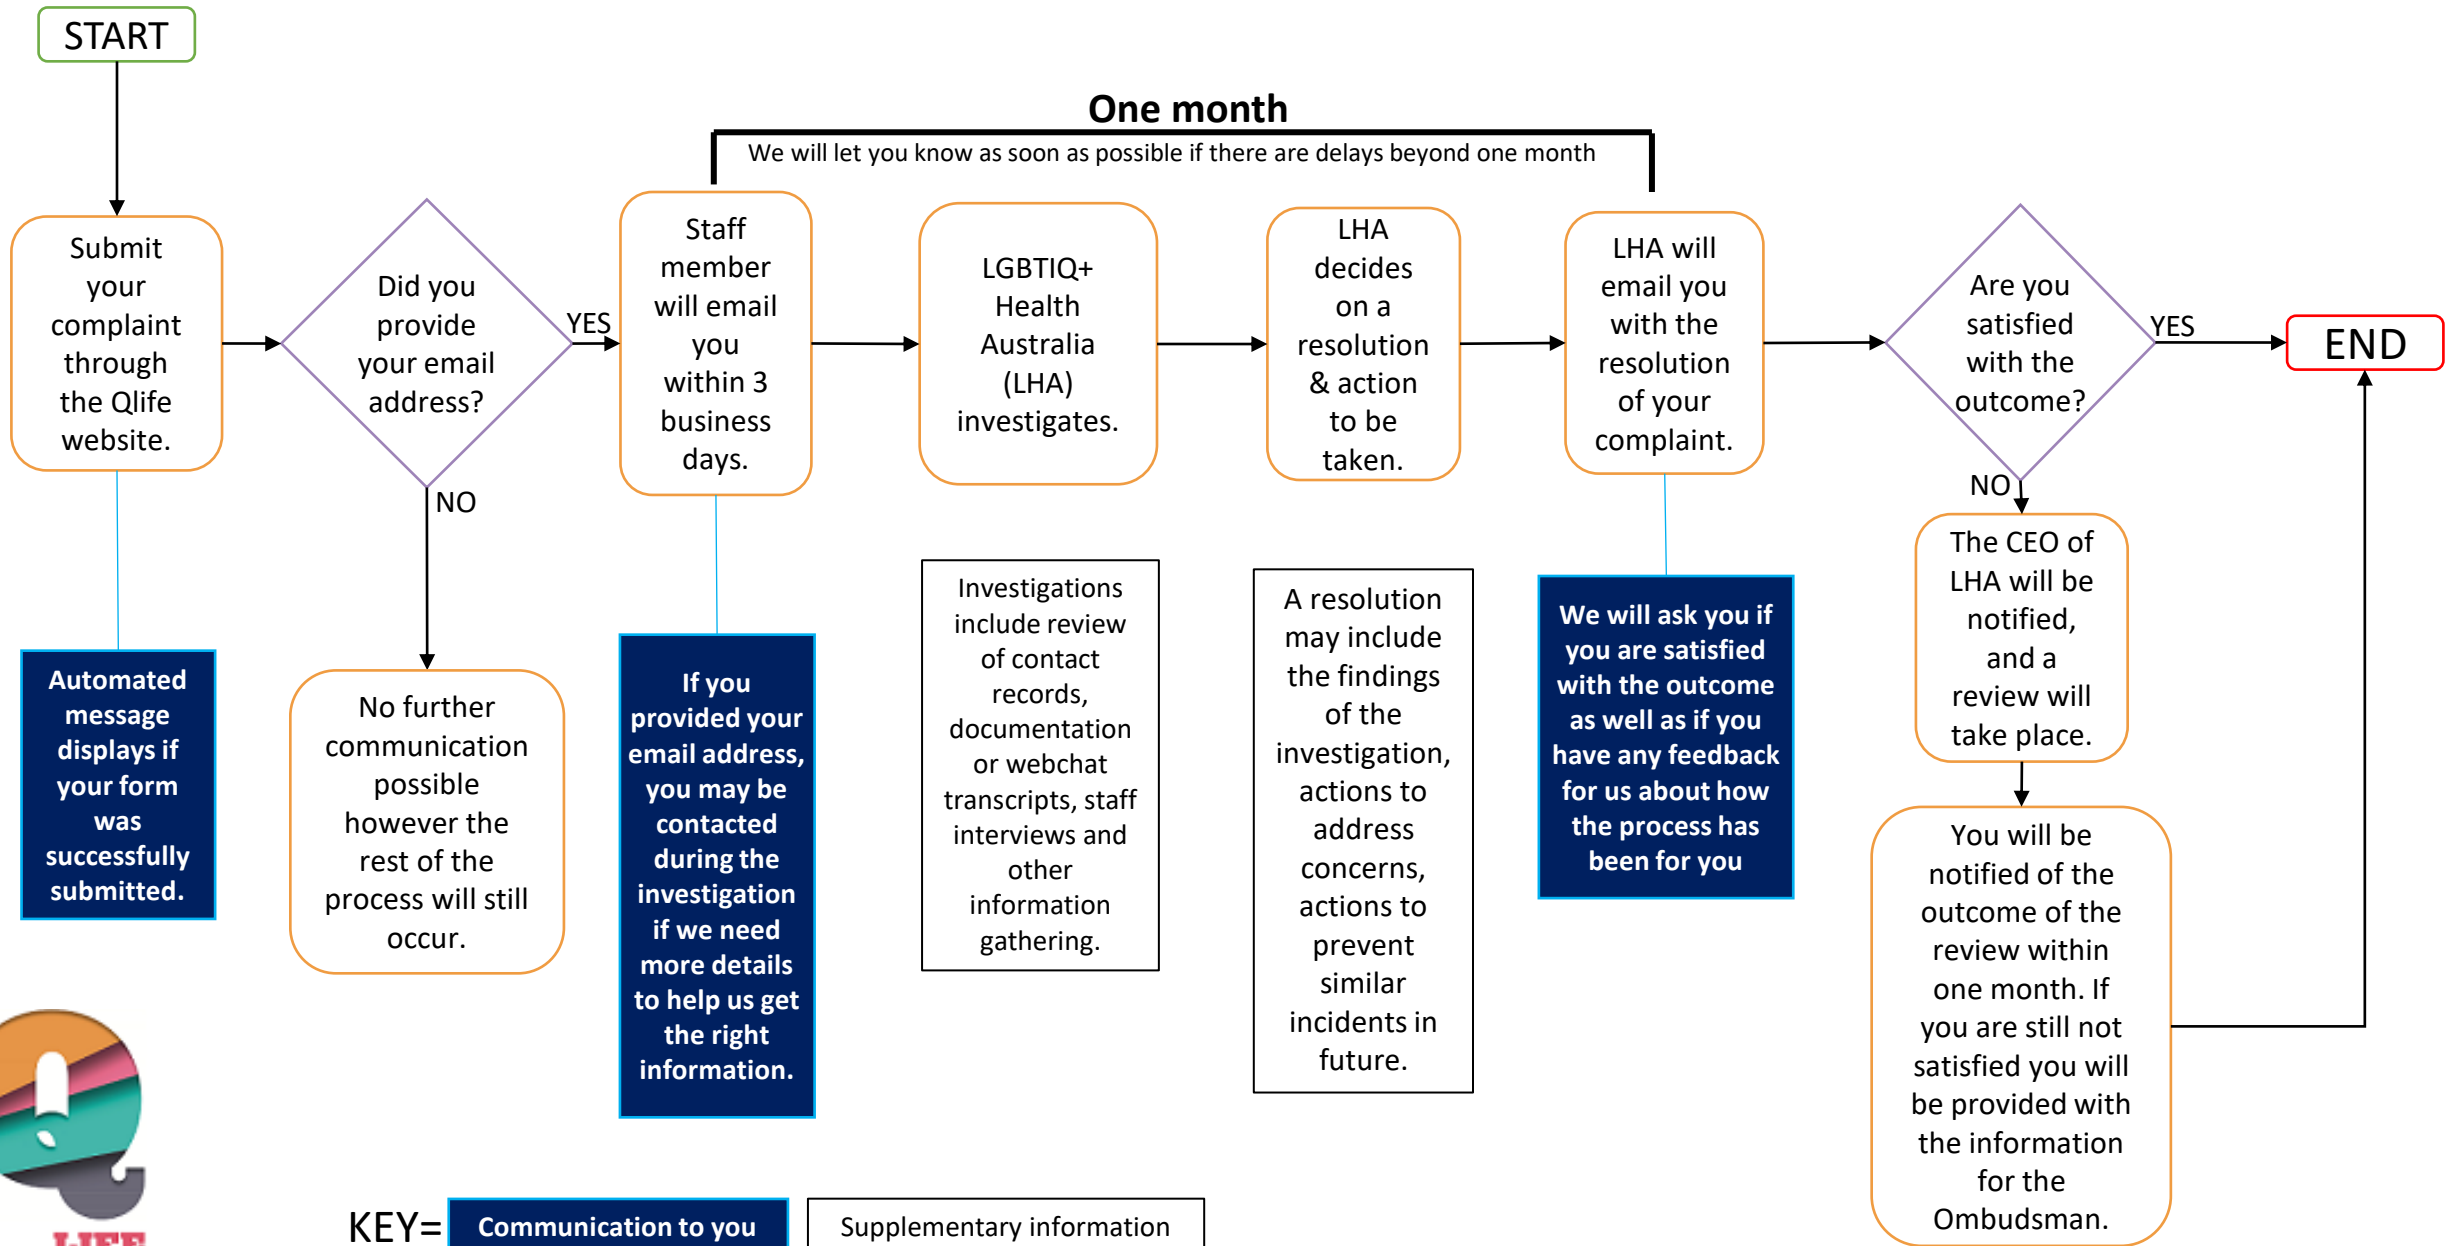 START
One month
We will let you know as soon as possible if there are delays beyond one month
Submit
your
complaint
through
the Qlife
website.
Did you
provide
your email
address?
YES
NO
Staff
member
will email
you
within 3
business
days.
LGBTIQ+
Health
Australia
(LHA)
investigates.
LHA
decides
on a
resolution
& action
to be
taken.
LHA will
email you
with the
resolution
of your
complaint.
Are you
satisfied
with the
outcome?
YES
END
NO
The CEO of
LHA will be
notified,
and a
review will
take place.
You will be
notified of the
outcome of the
review within
one month. If
you are still not
satisfied you will
be provided with
the information
for the
Ombudsman.
Automated
message
displays if
your form
was
successfully
submitted.
No further
communication
possible
however the
rest of the
process will still
occur.
If you
provided your
email address,
you may be
contacted
during the
investigation
if we need
more details
to help us get
the right
information.
Investigations
include review
of contact
records,
documentation
or webchat
transcripts, staff
interviews and
other
information
gathering.
A resolution
may include
the findings
of the
investigation,
actions to
address
concerns,
actions to
prevent
similar
incidents in
future.
We will ask you if
you are satisfied
with the outcome
as well as if you
have any feedback
for us about how
the process has
been for you
Q
LIFE
KEY=
Communication to you
Supplementary information